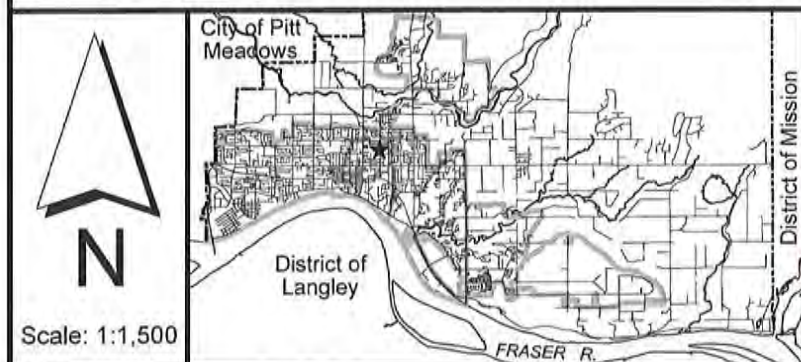 City of Pitt
Meadows
District of Mission
District of
Langley
N
Scale: 1:1,500
FRASER R.